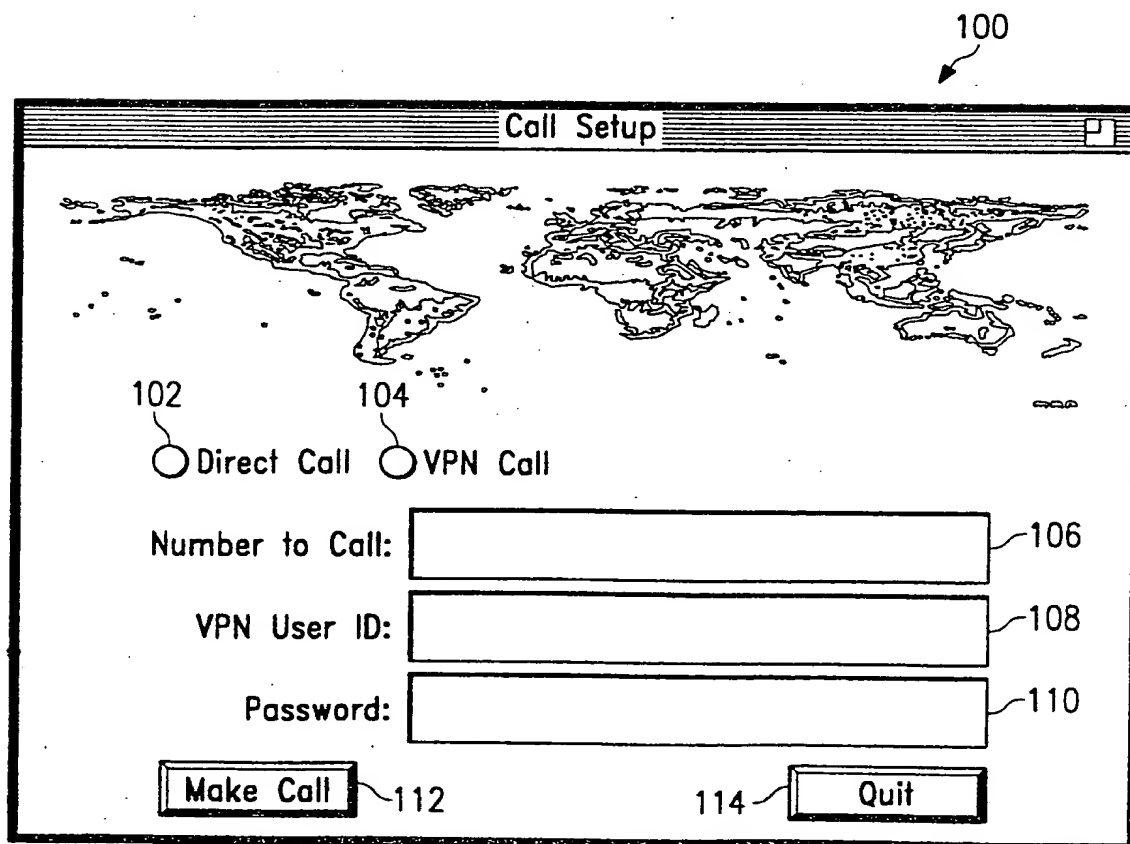 100
Call Setup
102
104
Direct Call
VPN Call
Number to Call:
106
VPN User ID:
108
Password:
110
Make Call
112
114
Quit